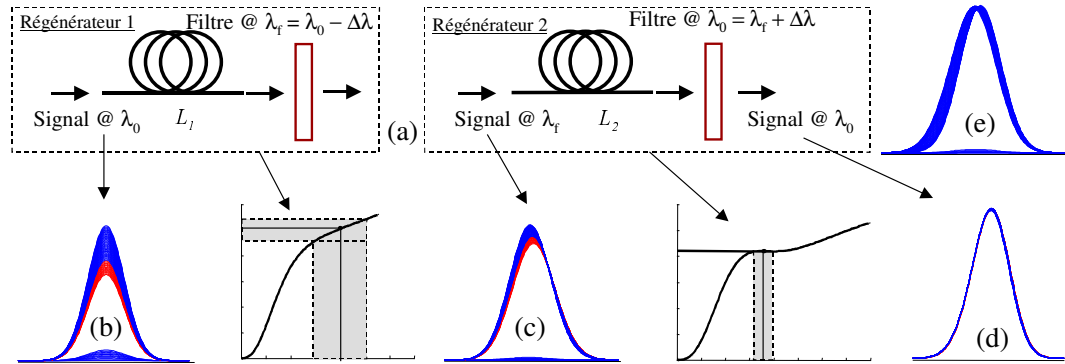 Régénérateur 1
Filtre @ λf = λ0 − Δλ
Signal @ λ0
L1
(a)
Régénérateur 2
Filtre @ λ0 = λf + Δλ
Signal @ λf
L2
Signal @ λ0
(e)
(b)
(c)
(d)